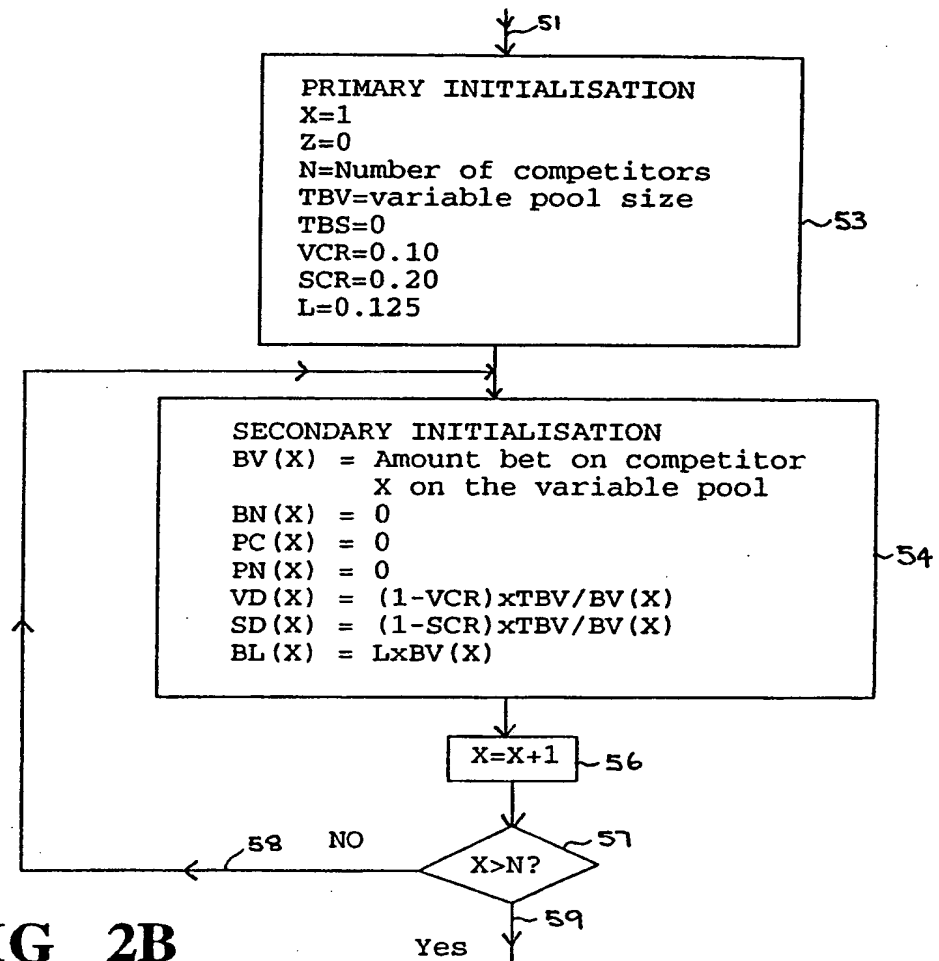 51
PRIMARY INITIALISATION
X=1
Z=0
N=Number of competitors
TBV=variable pool size
TBS=0
VCR=0.10
SCR=0.20
L=0.125
53
SECONDARY INITIALISATION
BV(X) = Amount bet on competitor
X on the variable pool
BN(X) = 0
PC(X) = 0
PN(X) = 0
VD(X) = (1-VCR)xTBV/BV(X)
SD(X) = (1-SCR)xTBV/BV(X)
BL(X) = LxBV(X)
54
X=X+1
56
57
58
NO
X>N?
59
Yes
IG 2B